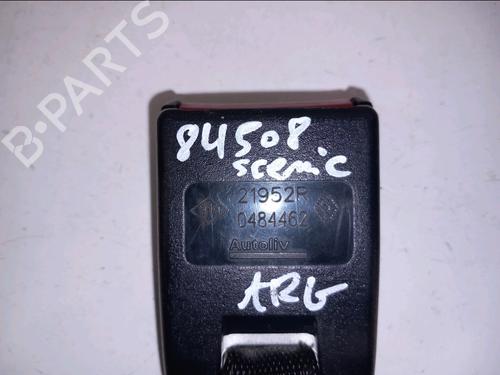 B-PARTS
84508
scenic
21952R
0484462
Autoliv
ARG